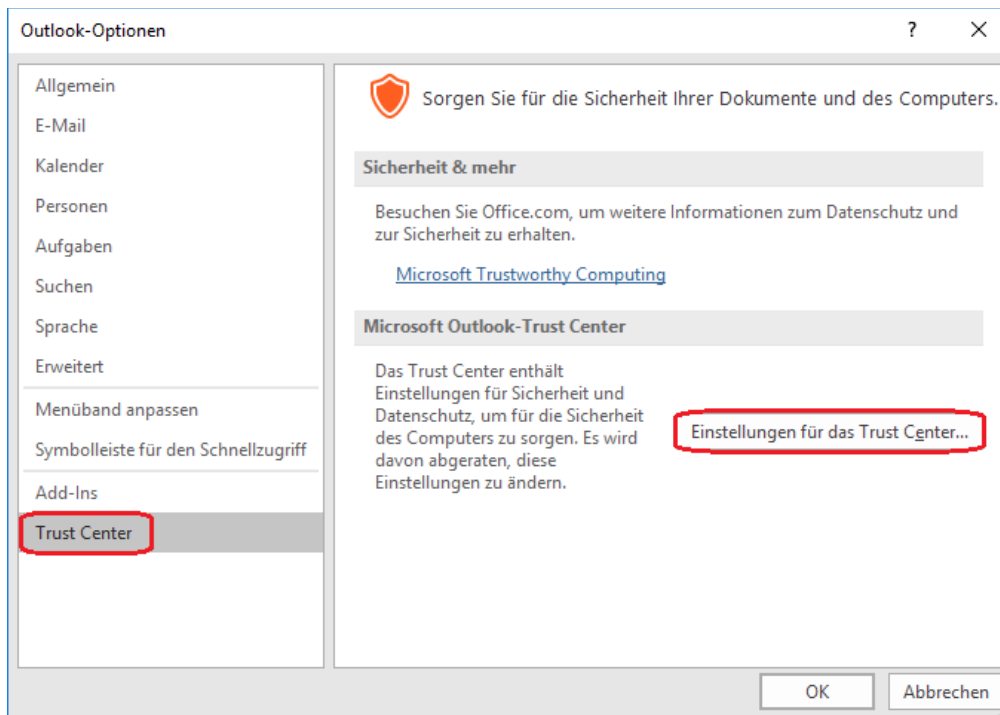 Outlook-Optionen
?
Allgemein
E-Mail
Kalender
Personen
Aufgaben
Suchen
Sprache
Erweitert
Menüband anpassen
Symbolleiste für den Schnellzugriff
Add-Ins
Trust Center
Sorgen Sie für die Sicherheit Ihrer Dokumente und des Computers.
Sicherheit & mehr
Besuchen Sie Office.com, um weitere Informationen zum Datenschutz und
zur Sicherheit zu erhalten.
Microsoft Trustworthy Computing
Microsoft Outlook-Trust Center
Das Trust Center enthält
Einstellungen für Sicherheit und
Datenschutz, um für die Sicherheit
des Computers zu sorgen. Es wird
davon abgeraten, diese
Einstellungen zu ändern.
Einstellungen für das Trust Center...
OK
Abbrechen